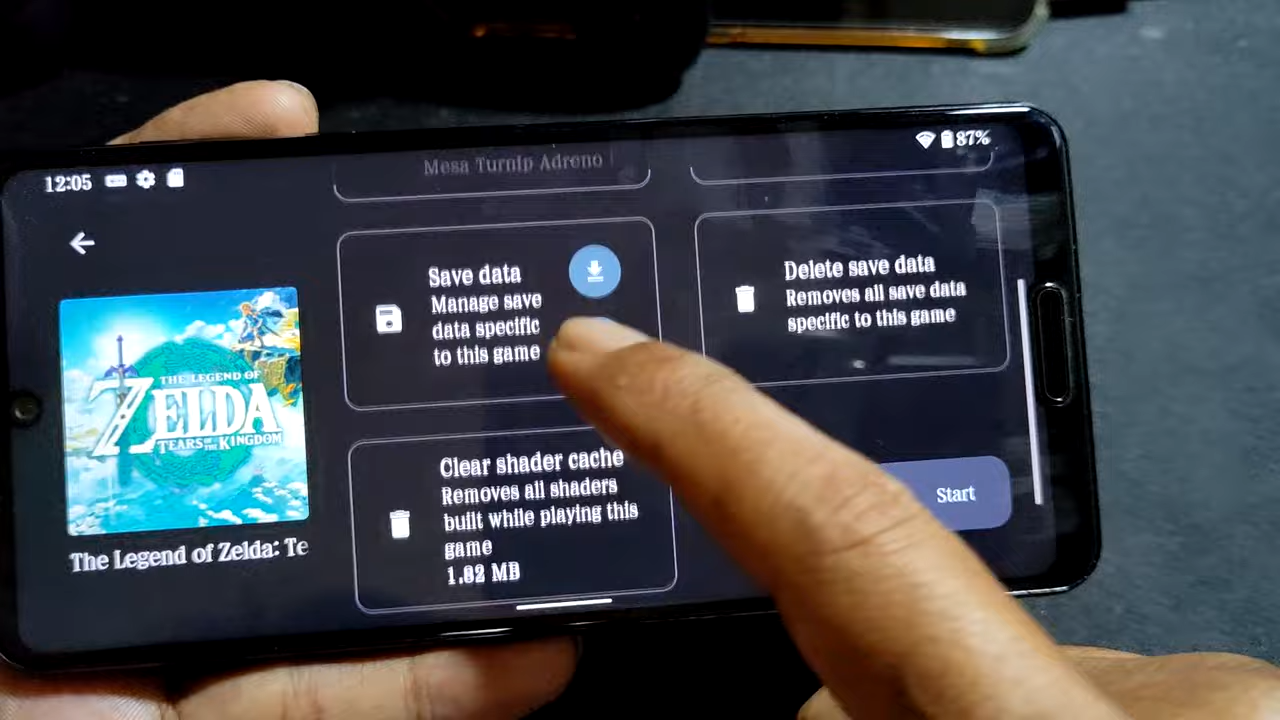 12:05
87%
Mesa Turnip Adreno
Save data
Manage save
data specific
to this game
Delete save data
Removes all save data
specific to this game
THE LEGEND OF
ZELDA
TEARS OF THE KINGDOM
The Legend of Zelda: Te
Clear shader cache
Removes all shaders
built while playing this
game
1.82 MB
Start